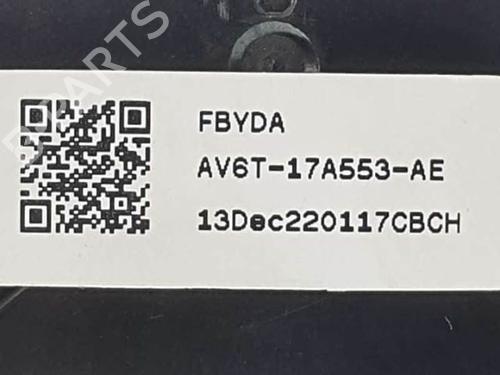 B-PARTS
FBYDA
AV6T-17A553-AE
13Dec220117CBCH